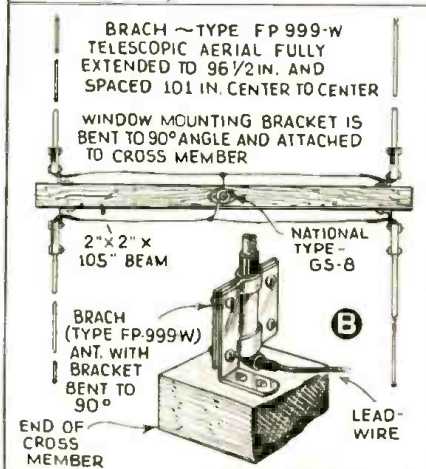 BRACH ~ TYPE FP 999-W
TELESCOPIC AERIAL FULLY
EXTENDED TO 96 1/2 IN. AND
SPACED 101 IN. CENTER TO CENTER
WINDOW MOUNTING BRACKET IS
BENT TO 90° ANGLE AND ATTACHED
TO CROSS MEMBER
2" X 2" X
105" BEAM
NATIONAL
TYPE-
GS-8
BRACH
(TYPE FP-999W)
ANT. WITH
BRACKET
BENT TO
90°
B
END OF
CROSS
MEMBER
LEAD-
WIRE